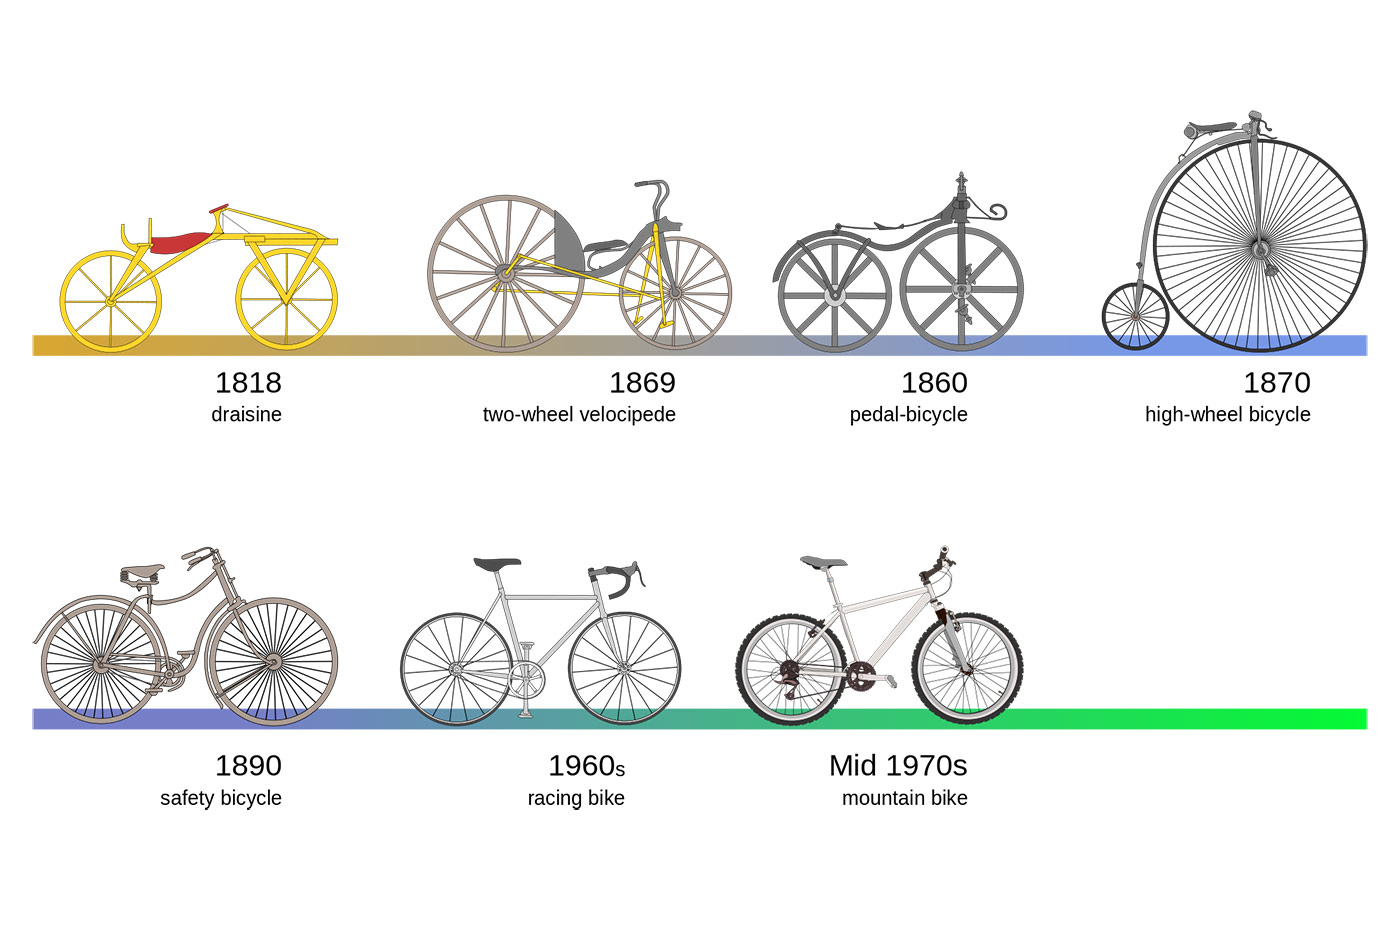 1818
draisine
1869
two-wheel velocipede
1860
pedal-bicycle
1870
high-wheel bicycle
1890
safety bicycle
1960s
racing bike
Mid 1970s
mountain bike